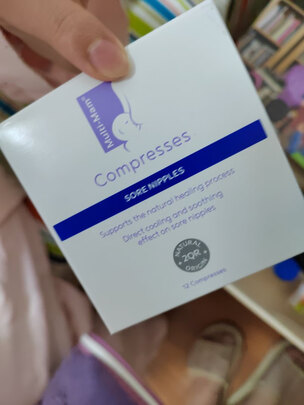 Multi-Mam
Compresses
SORE NIPPLES
Supports the natural healing process
Direct cooling and soothing
effect on sore nipples
NATURAL
2QR
ORIGIN
12 Compresses